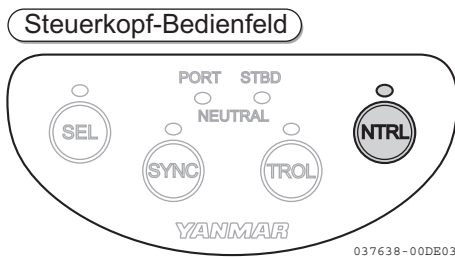 Steuerkopf-Bedienfeld
PORT STBD
NEUTRAL
SEL
NTRL
SYNC
TROL
YANMAR
037638-00DE03